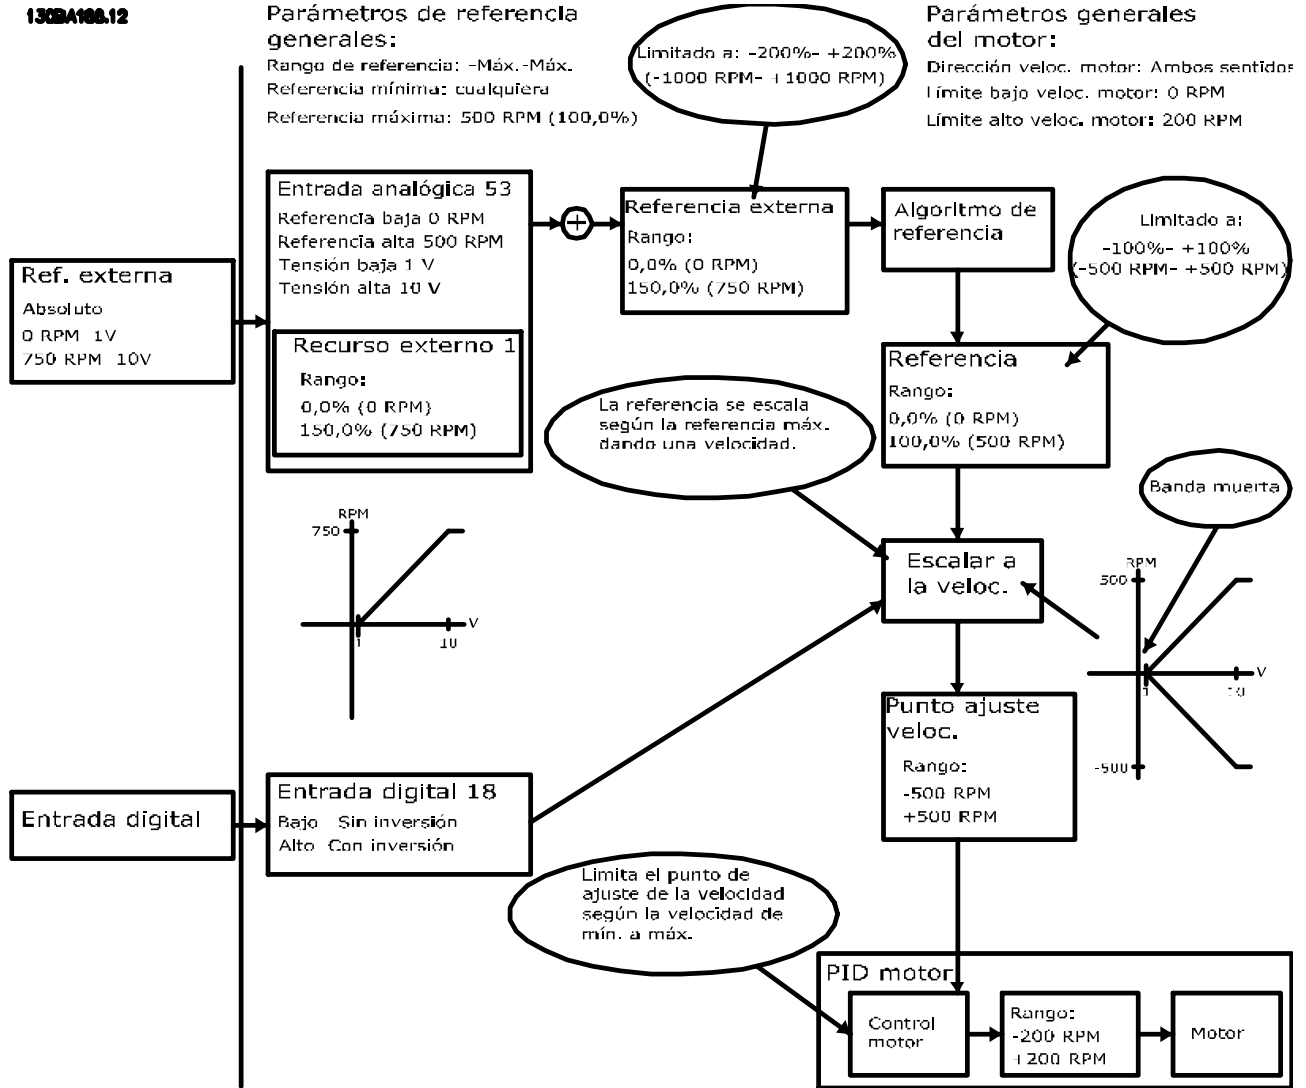 130BA188.12
Parámetros de referencia
generales:
Rango de referencia: -Máx.-Máx.
Referencia mínima: cualquiera
Referencia máxima: 500 RPM (100,0%)
Limitado a: -200%- +200%
(-1000 RPM- +1000 RPM)
Parámetros generales
del motor:
Dirección veloc. motor: Ambos sentidos
Límite bajo veloc. motor: 0 RPM
Límite alto veloc. motor: 200 RPM
Ref. externa
Absoluto
0 RPM 1V
750 RPM 10V
Entrada analógica 53
Referencia baja 0 RPM
Referencia alta 500 RPM
Tensión baja 1 V
Tensión alta 10 V
Recurso externo 1
Rango:
0,0% (0 RPM)
150,0% (750 RPM)
+
Referencia externa
Rango:
0,0% (0 RPM)
150,0% (750 RPM)
Algoritmo de
referencia
Limitado a:
-100%- +100%
(-500 RPM- +500 RPM)
Referencia
Rango:
0,0% (0 RPM)
100,0% (500 RPM)
La referencia se escala
según la referencia máx.
dando una velocidad.
Banda muerta
RPM
750
V
1
10
Escalar a
la veloc.
RPM
500
V
1
10
-500
Punto ajuste
veloc.
Rango:
-500 RPM
+500 RPM
Entrada digital
Entrada digital 18
Bajo Sin inversión
Alto Con inversión
Limita el punto de
ajuste de la velocidad
según la velocidad de
mín. a máx.
PID motor
Control
motor
Rango:
-200 RPM
+200 RPM
Motor